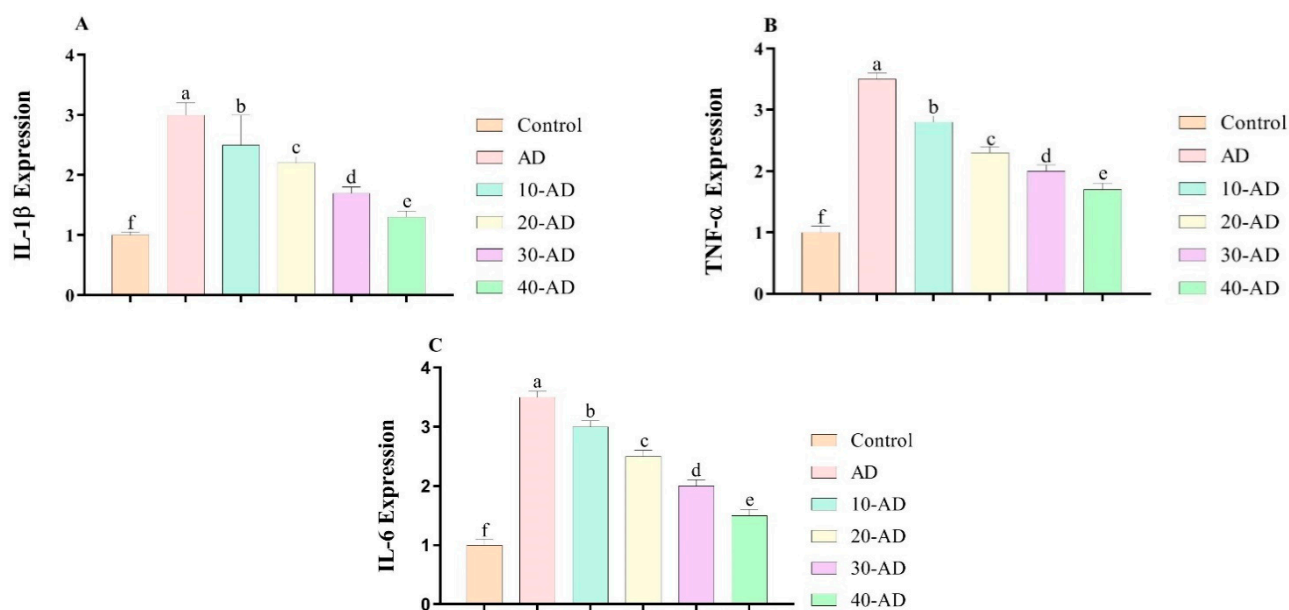 A
IL-1β Expression
4
3
2
1
0
f
a
b
c
d
e
Control
AD
10-AD
20-AD
30-AD
40-AD
B
TNF-α Expression
4
3
2
1
0
f
a
b
c
d
e
Control
AD
10-AD
20-AD
30-AD
40-AD
C
IL-6 Expression
4
3
2
1
0
f
a
b
c
d
e
Control
AD
10-AD
20-AD
30-AD
40-AD